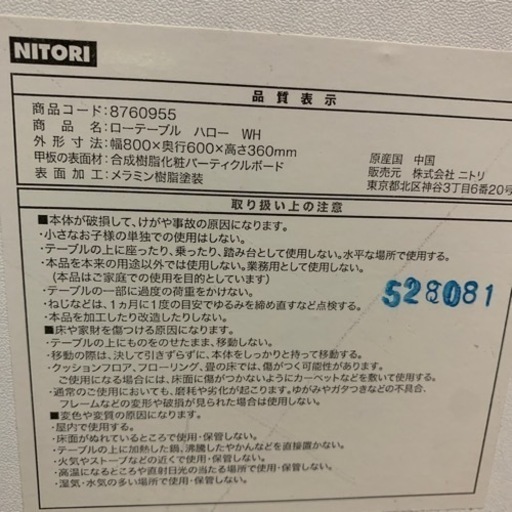 NITORI
品質表示
商品コード:8760955
商 品 名:ローテーブル ハロー WH
外 形 寸 法:幅800×奥行600×高さ360mm
甲板の表面材:合成樹脂化粧パーティクルボード
表 面 加 工:メラミン樹脂塗装
原産国 中国
販売元 株式会社 ニトリ
東京都北区神谷3丁目6番20号
取り扱い上の注意
■本体が破損して、けがや事故の原因になります。
・小さなお子様の単独での使用はしない。
・テーブルの上に座ったり、乗ったり、踏み台として使用しない。水平な場所で使用する。
・本品を本来の用途以外では使用しない。業務用として使用しない。
(本品はご家庭での使用を目的としています)
・テーブルの一部に過度の荷重をかけない。
・ねじなどは、1ヵ月に1度の目安でゆるみを締め直すなど点検する。
・本品を加工したり改造したりしない。
■床や家財を傷つける原因になります。
・テーブルの上にものをのせたまま、移動しない。
・移動の際は、決して引きずらずに、本体をしっかりと持って移動する。
・クッションフロア、フローリング、畳の床では、傷がつく可能性があります。
ご使用になる場合には、床面に傷がつかないようにカーペットなどを敷いて使用する。
・通常のご使用においても、磨耗や劣化が起こります。ゆがみやガタつきなどの不具合、
フレームなどの変形や破損が見られた場合は、使用しない。
■変色や変質の原因になります。
・屋内で使用する。
・床面がぬれているところで使用・保管しない。
・テーブルの上に加熱した鍋、沸騰したやかんなどを直接置かない。
・火気やストーブなどの近くで使用・保管しない。
・高温になるところや直射日光の当たる場所で使用・保管しない。
・湿気・水気の多い場所で使用・保管しない。
528081